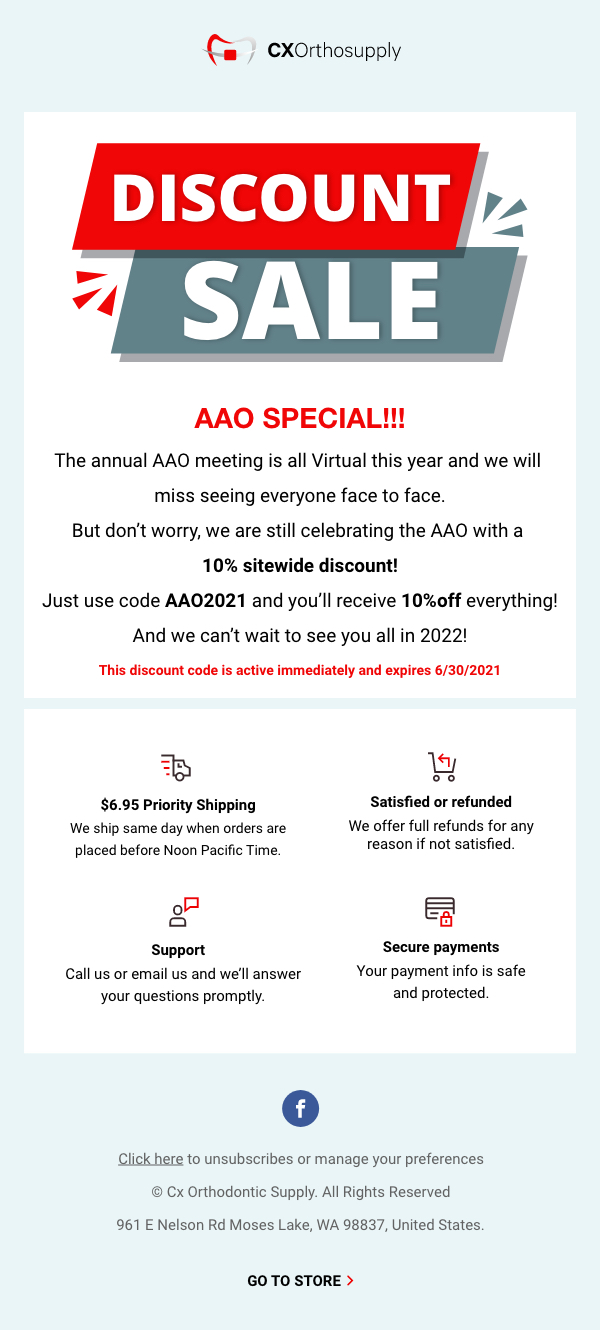 CXOrthosupply
DISCOUNT
SALE
AAO SPECIAL!!!
The annual AAO meeting is all Virtual this year and we will
miss seeing everyone face to face.
But don’t worry, we are still celebrating the AAO with a
10% sitewide discount!
Just use code AAO2021 and you’ll receive 10%off everything!
And we can’t wait to see you all in 2022!
This discount code is active immediately and expires 6/30/2021
$6.95 Priority Shipping
We ship same day when orders are
placed before Noon Pacific Time.
Satisfied or refunded
We offer full refunds for any
reason if not satisfied.
Support
Call us or email us and we’ll answer
your questions promptly.
Secure payments
Your payment info is safe
and protected.
f
Click here to unsubscribes or manage your preferences
© Cx Orthodontic Supply. All Rights Reserved
961 E Nelson Rd Moses Lake, WA 98837, United States.
GO TO STORE >